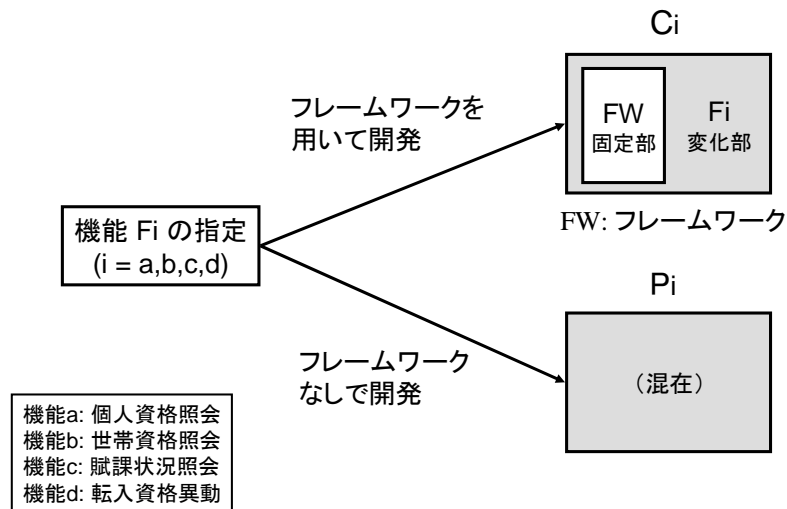 Ci
フレームワークを
用いて開発
FW
固定部
Fi
変化部
FW: フレームワーク
機能 Fi の指定
(i = a,b,c,d)
Pi
（混在）
フレームワーク
なしで開発
機能a: 個人資格照会
機能b: 世帯資格照会
機能c: 賦課状況照会
機能d: 転入資格異動